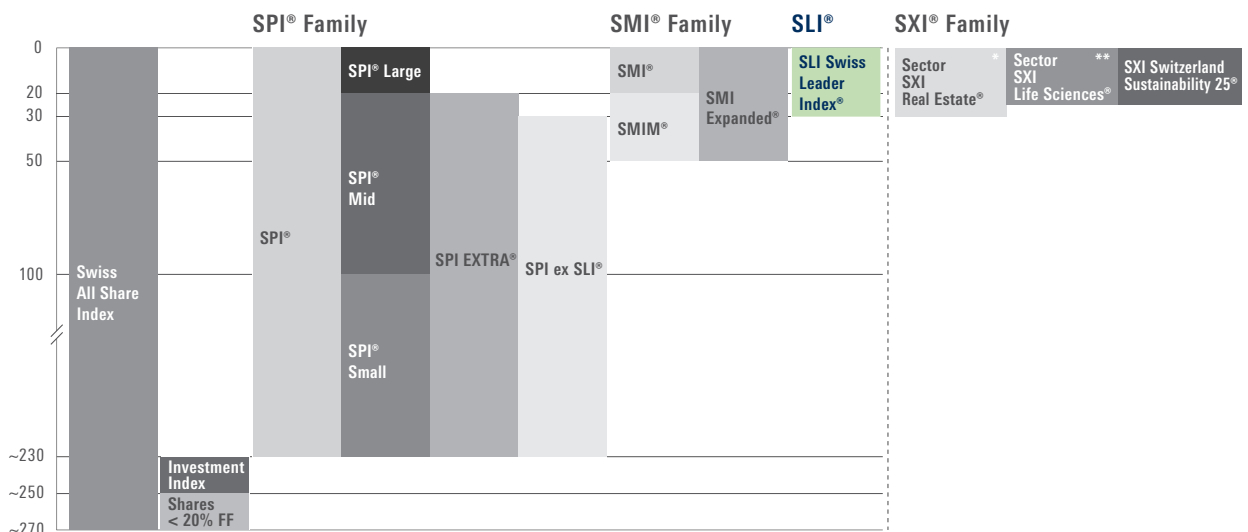 SPI® Family
SMI® Family
SLI®
SXI® Family
0
20
30
50
100
~230
~250
~270
Swiss
All Share
Index
Investment
Index
Shares
< 20% FF
SPI®
SPI® Large
SPI®
Mid
SPI®
Small
SPI EXTRA®
SPI ex SLI®
SMI®
SMIM®
SMI
Expanded®
SLI Swiss
Leader
Index®
Sector *
SXI
Real Estate®
Sector **
SXI
Life Sciences®
SXI Switzerland
Sustainability 25®